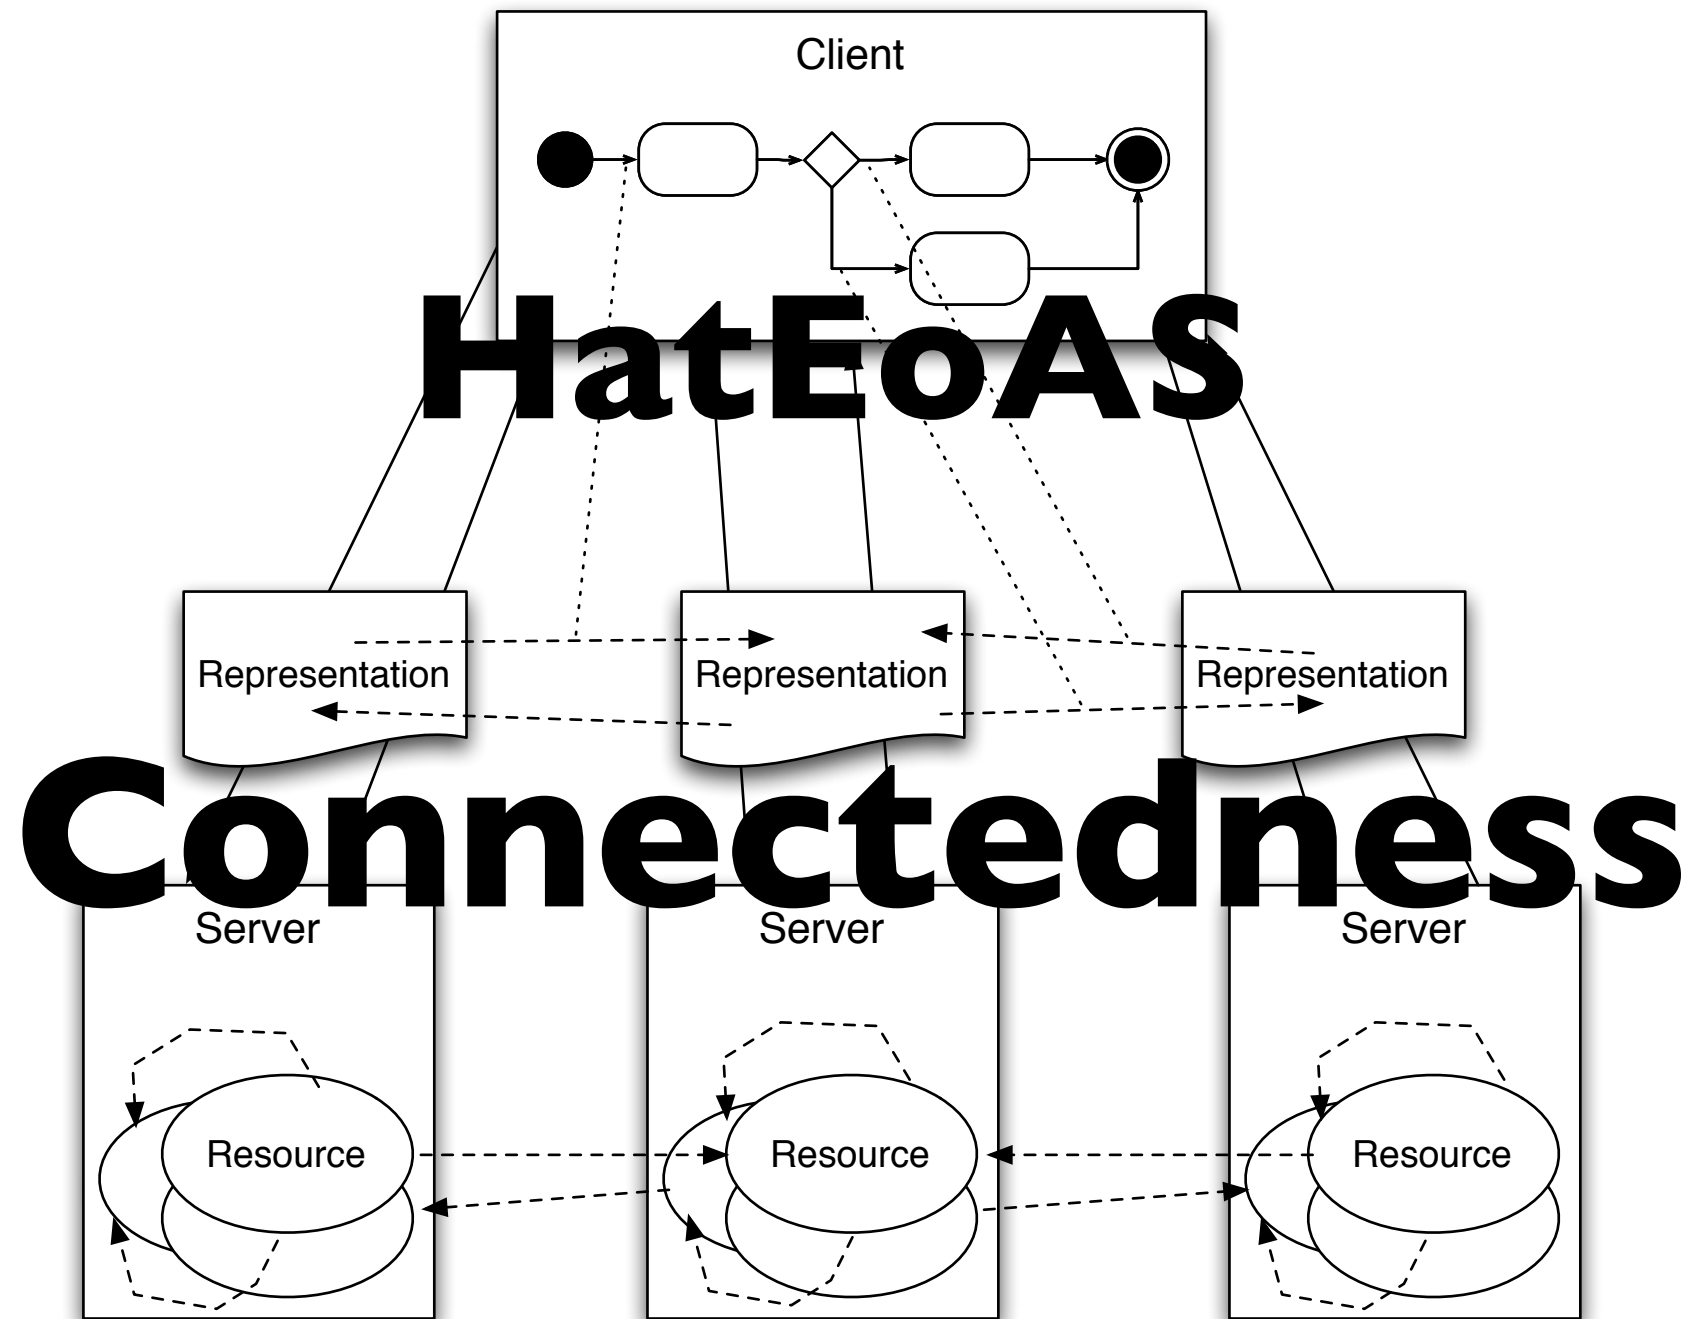 Client
HatEoAS
Representation Representation Representation
Connectedness
Server Server Server
Resource Resource Resource